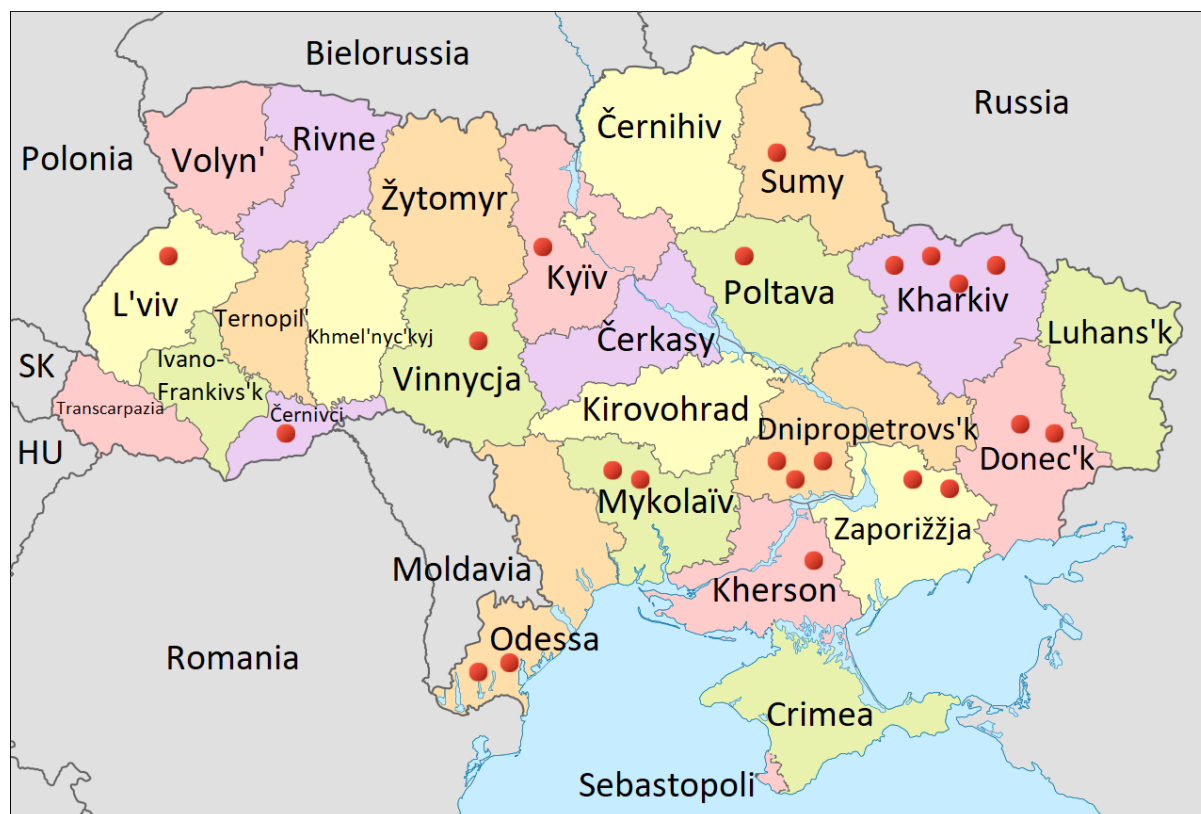 Bielorussia
Russia
Polonia
Volyn'
Rivne
Černihiv
Žytomyr
Sumy
Kyïv
L'viv
Ternopil'
Khmel'nyc'kyj
Poltava
Kharkiv
Čerkasy
Luhans'k
SK
Ivano-
Frankivs'k
Vinnycja
Transcarpazia
Černivci
Kirovohrad
Dnipropetrovs'k
HU
Donec'k
Mykolaïv
Zaporižžja
Moldavia
Kherson
Odessa
Romania
Crimea
Sebastopoli